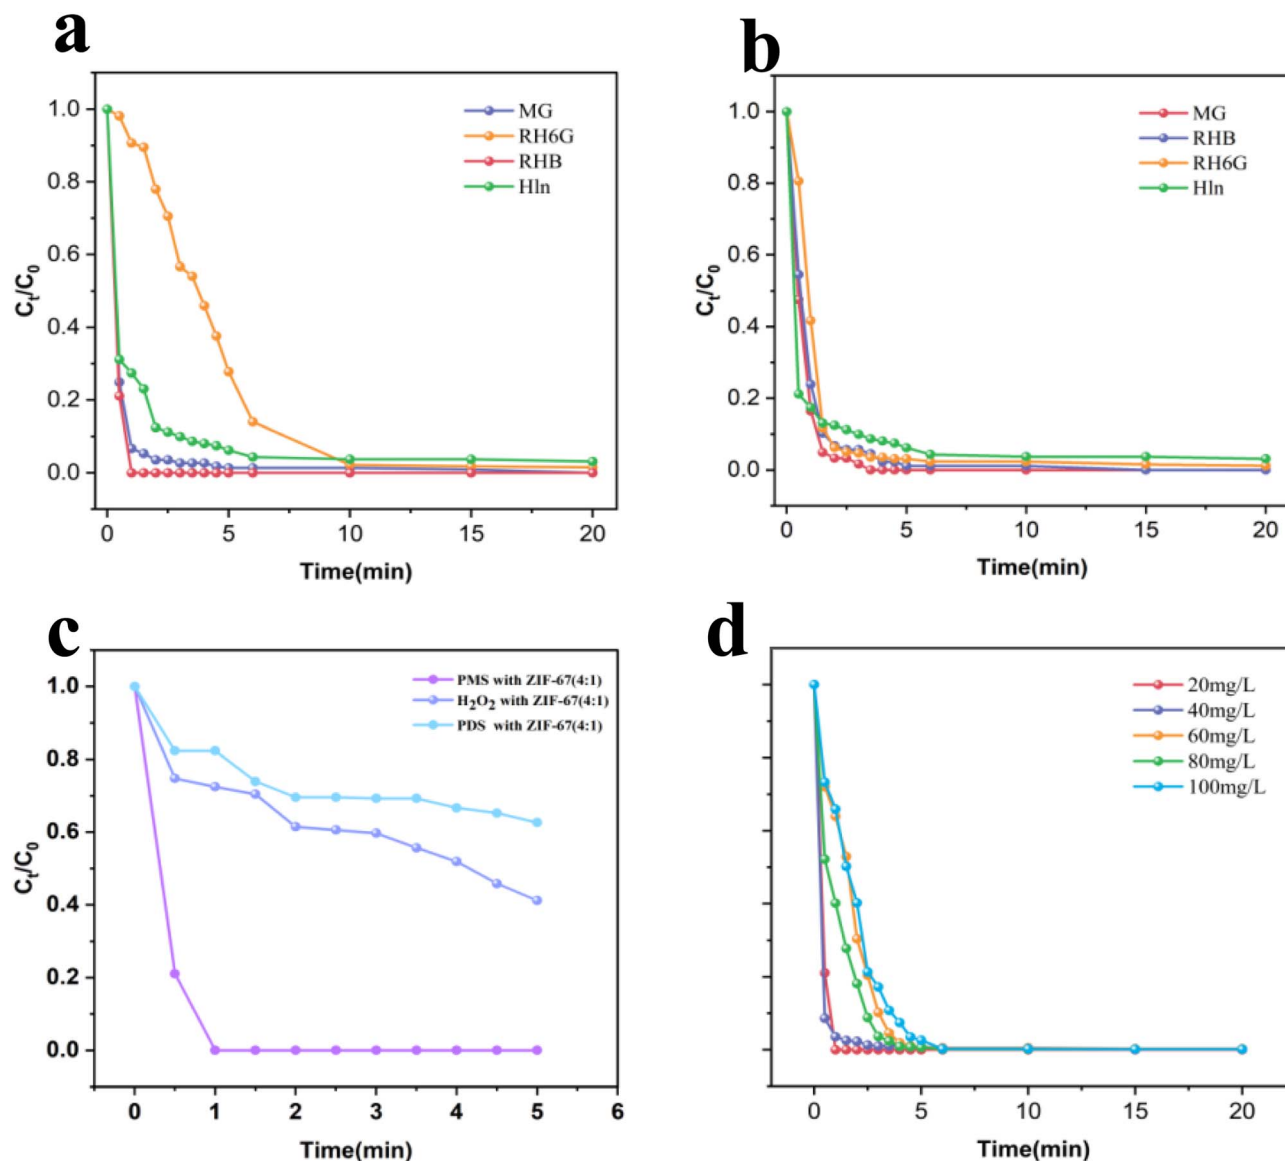 a
1.0
0.8
0.6
0.4
0.2
0.0
Ct/C0
MG
RH6G
RHB
Hln
0 5 10 15 20
Time(min)
b
1.0
0.8
0.6
0.4
0.2
0.0
Ct/C0
MG
RHB
RH6G
Hln
0 5 10 15 20
Time(min)
c
1.0
0.8
0.6
0.4
0.2
0.0
Ct/C0
PMS with ZIF-67(4:1)
H2O2 with ZIF-67(4:1)
PDS with ZIF-67(4:1)
0 1 2 3 4 5 6
Time(min)
d
20mg/L
40mg/L
60mg/L
80mg/L
100mg/L
0 5 10 15 20
Time(min)